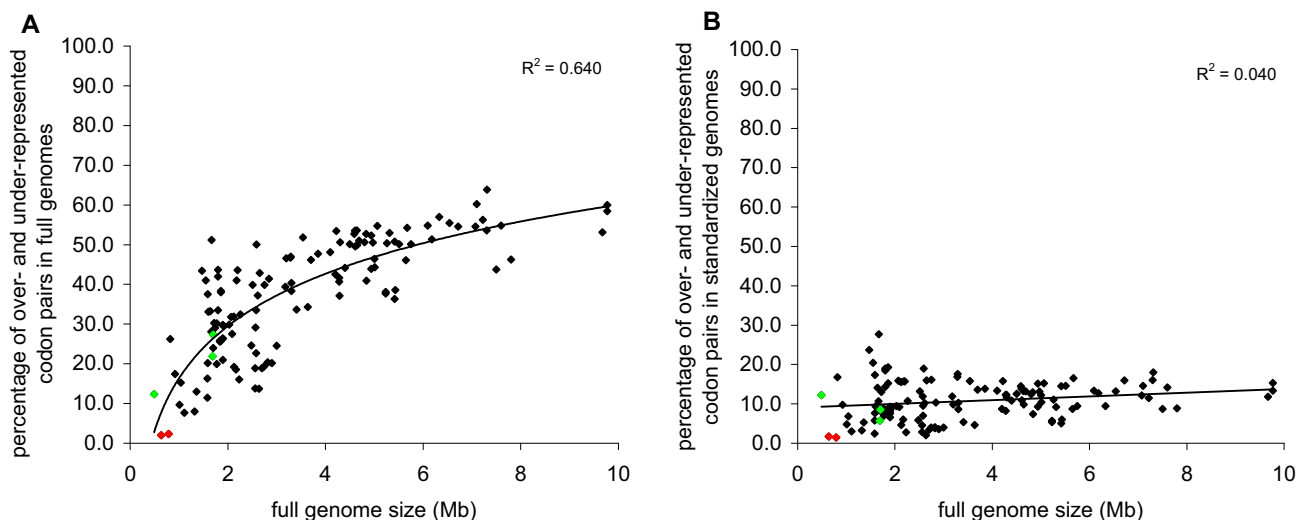 A
percentage of over- and under-represented
codon pairs in full genomes
100.0
90.0
80.0
70.0
60.0
50.0
40.0
30.0
20.0
10.0
0.0
R² = 0.640
0 2 4 6 8 10
full genome size (Mb)
B
percentage of over- and under-represented
codon pairs in standardized genomes
100.0
90.0
80.0
70.0
60.0
50.0
40.0
30.0
20.0
10.0
0.0
R² = 0.040
0 2 4 6 8 10
full genome size (Mb)